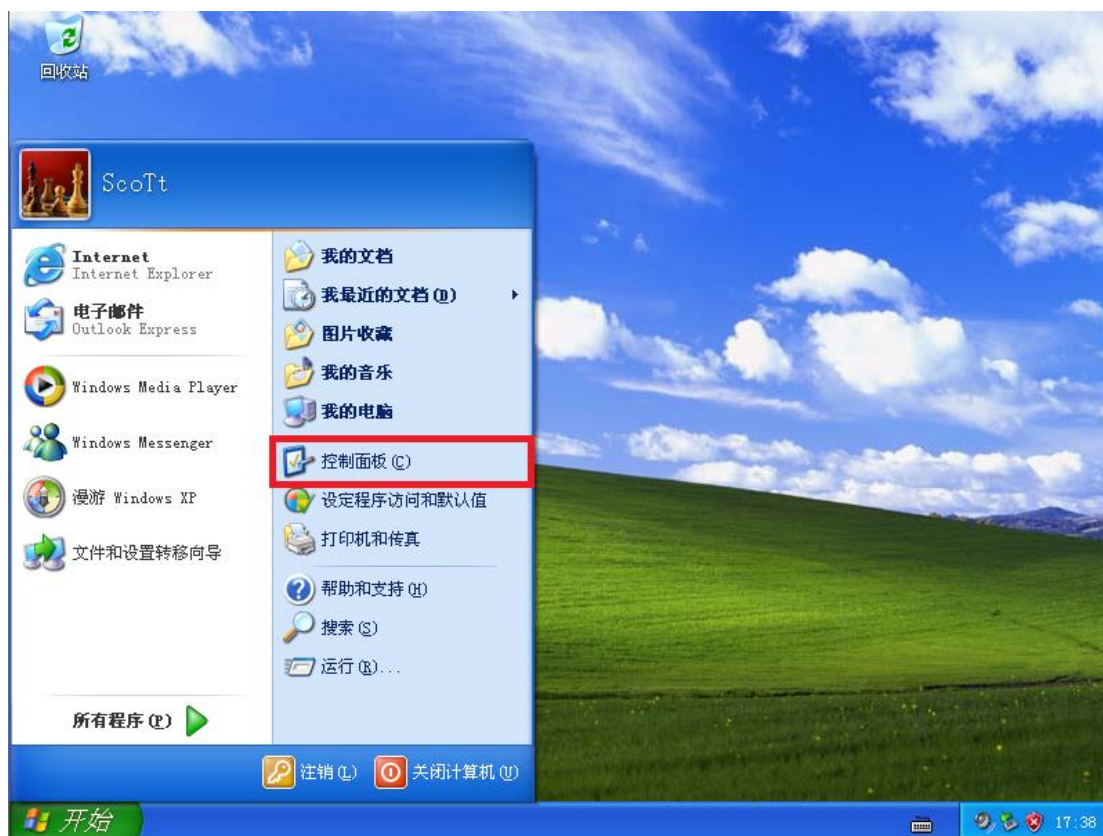 回收站
ScoTt
Internet
Internet Explorer
电子邮件
Outlook Express
Windows Media Player
Windows Messenger
漫游 Windows XP
文件和设置转移向导
所有程序(P)
我的文档
我最近的文档(D)
图片收藏
我的音乐
我的电脑
控制面板(C)
设定程序访问和默认值
打印机和传真
帮助和支持(H)
搜索(S)
运行(R)...
注销(L)
关闭计算机(U)
开始
17:38